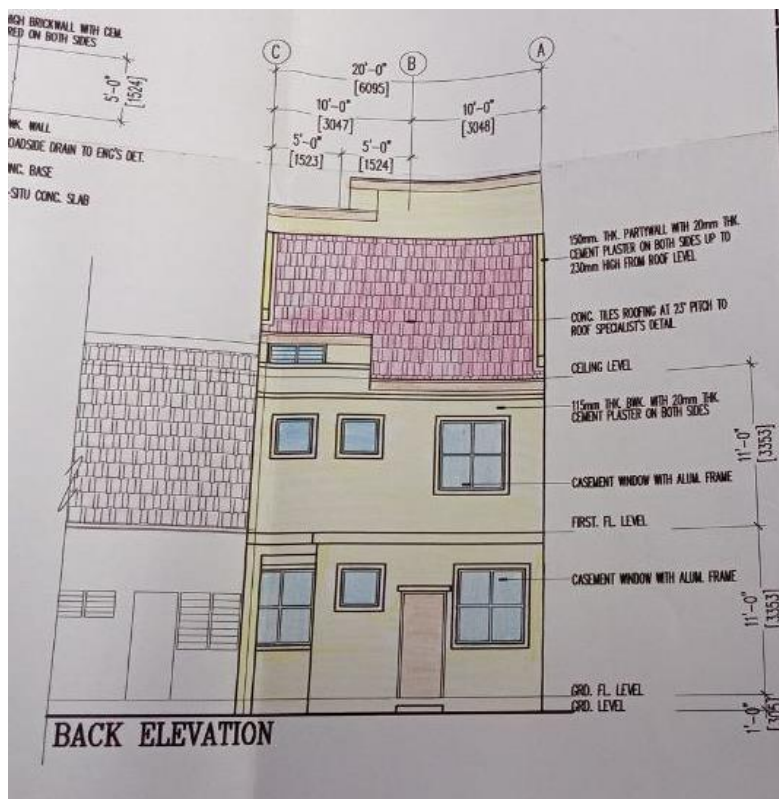 HIGH BRICKWALL WITH CEM.
RED ON BOTH SIDES
5'-0"
[1524]
WK. WALL
OADSIDE DRAIN TO ENG'S DET.
NC. BASE
-SITU CONC. SLAB
C
B
A
20'-0"
[6095]
10'-0"
[3047]
10'-0"
[3048]
5'-0"
[1523]
5'-0"
[1524]
150mm. THK. PARTYWALL WITH 20mm THK.
CEMENT PLASTER ON BOTH SIDES UP TO
230mm HIGH FROM ROOF LEVEL
CONC. TILES ROOFING AT 23° PITCH TO
ROOF SPECIALIST'S DETAIL
CEILING LEVEL
115mm THK. BWK. WITH 20mm THK.
CEMENT PLASTER ON BOTH SIDES
11'-0"
[3353]
CASEMENT WINDOW WITH ALUM. FRAME
FIRST. FL. LEVEL
CASEMENT WINDOW WITH ALUM. FRAME
11'-0"
[3353]
GRD. FL. LEVEL
GRD. LEVEL
1'-0"
[305]
BACK ELEVATION